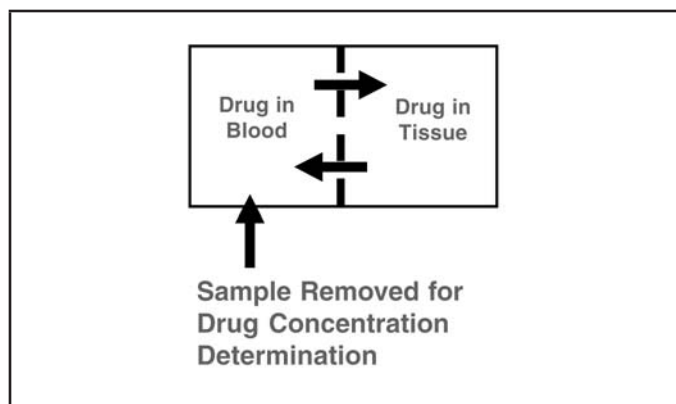 Drug in
Blood
Drug in
Tissue
Sample Removed for
Drug Concentration
Determination